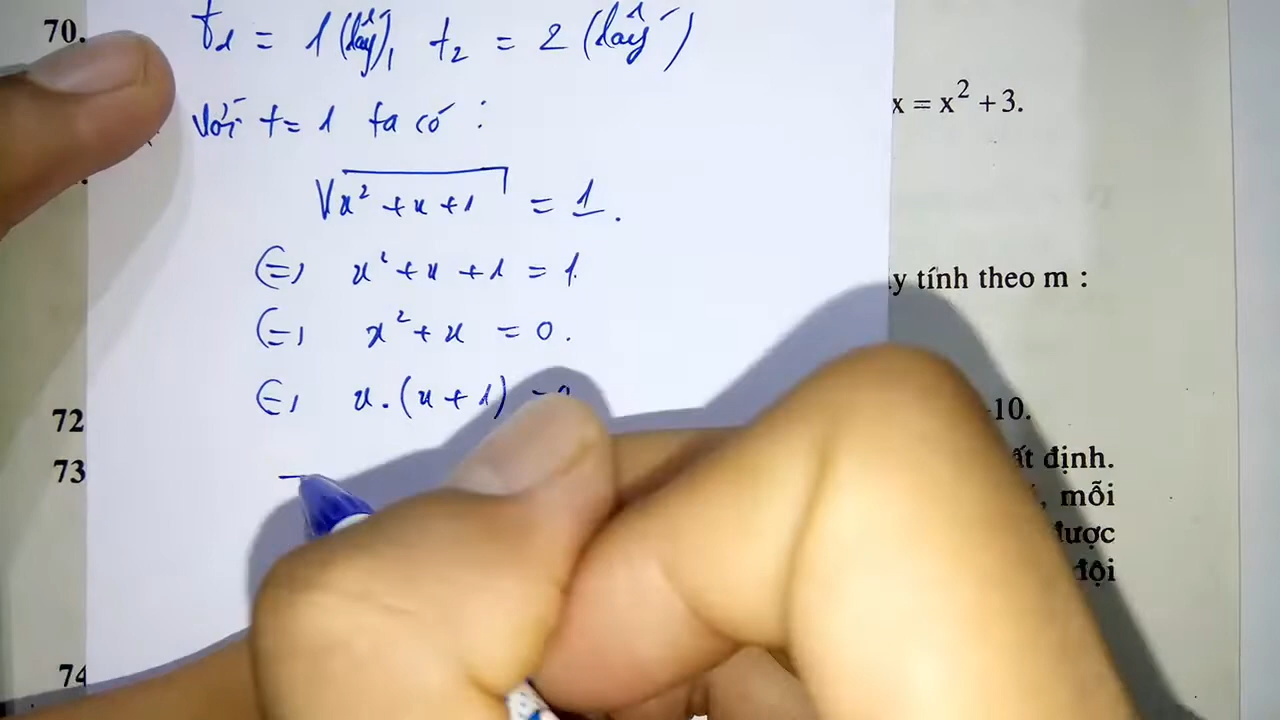 70.
t₁ = 1 (lấy), t₂ = 2 (lấy)
x = x² + 3.
Với t = 1 ta có :
√x² + x + 1 = 1.
⇔ x² + x + 1 = 1.
y tính theo m :
⇔ x² + x = 0.
⇔ x.(x + 1) =
72
10.
73
ất định.
, mỗi
được
đội
74